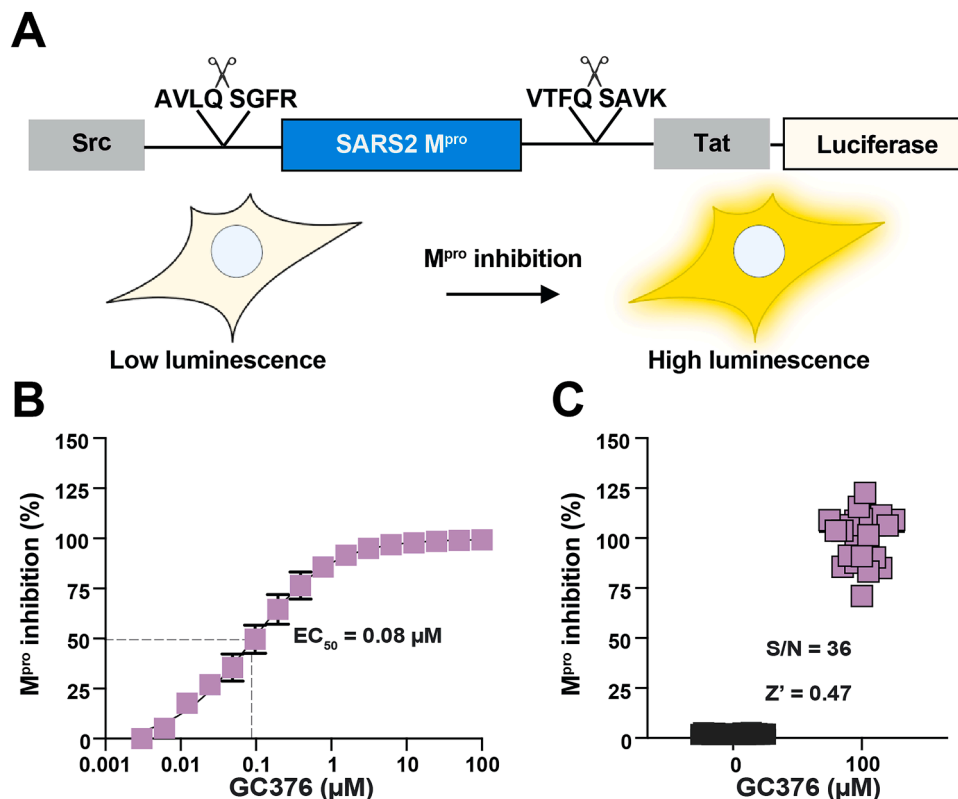 A
AVLQ SGFR
VTFQ SAVK
Src
SARS2 Mᵖʳᵒ
Tat
Luciferase
Mᵖʳᵒ inhibition
Low luminescence
High luminescence
B
Mᵖʳᵒ inhibition (%)
150
125
100
75
50
25
0
EC₅₀ = 0.08 µM
0.001
0.01
0.1
1
10
100
GC376 (µM)
C
Mᵖʳᵒ inhibition (%)
150
125
100
75
50
25
0
S/N = 36
Z' = 0.47
0
100
GC376 (µM)